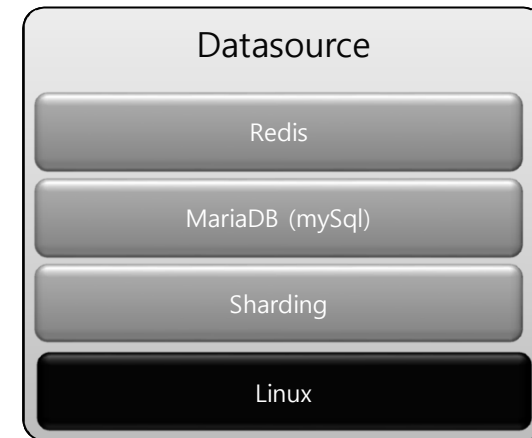 Datasource
Redis
MariaDB (mySql)
Sharding
Linux